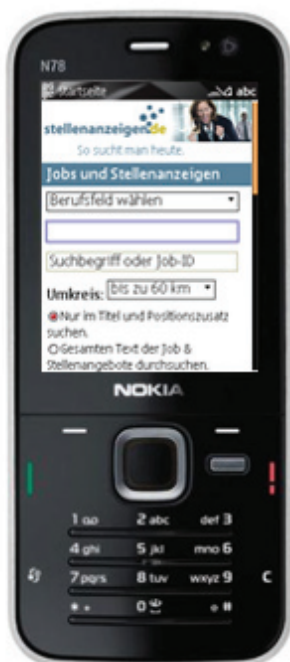 N78
Startseite
abc
stellenanzeigen.de
So sucht man heute.
Jobs und Stellenanzeigen
Berufsfeld wählen
Suchbegriff oder Job-ID
Umkreis: bis zu 60 km
Nur im Titel und Positionszusatz
suchen.
Gesamten Text der Job &
Stellenangebote durchsuchen.
NOKIA
1 2 abc def 3
4 ghi 5 jkl mno 6
7 pqrs 8 tuv wxyz 9 C
* + 0 #